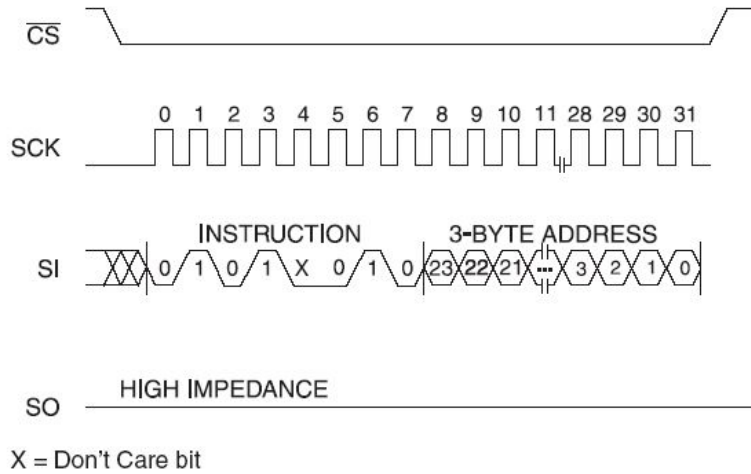 CS
0 1 2 3 4 5 6 7 8 9 10 11 28 29 30 31
SCK
INSTRUCTION 3-BYTE ADDRESS
SI 0 1 0 1 X 0 1 0 23 22 21 ... 3 2 1 0
HIGH IMPEDANCE
SO
X = Don't Care bit